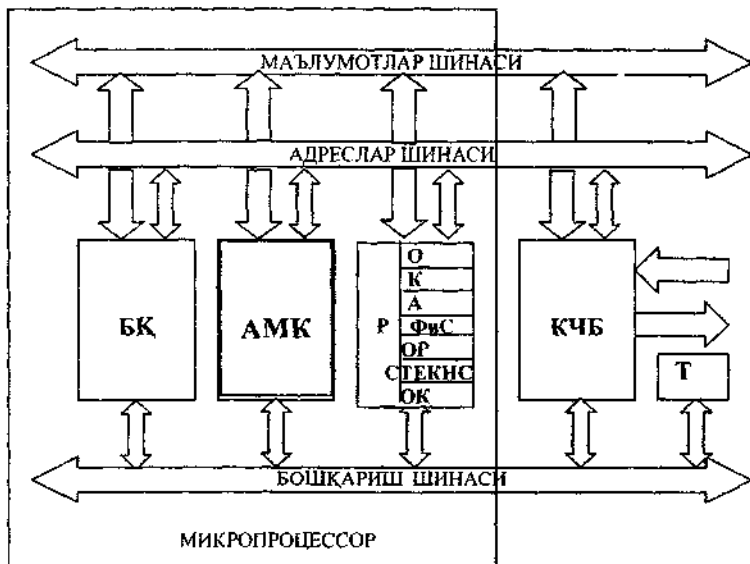 МАЪЛУМОТЛАР ШИНАСИ
АДРЕСЛАР ШИНАСИ
БҚ
АМК
Р
О
К
А
ФиС
ОР
СТЕКНС
ОК
КЧБ
Т
БОШҚАРИШ ШИНАСИ
МИКРОПРОЦЕССОР